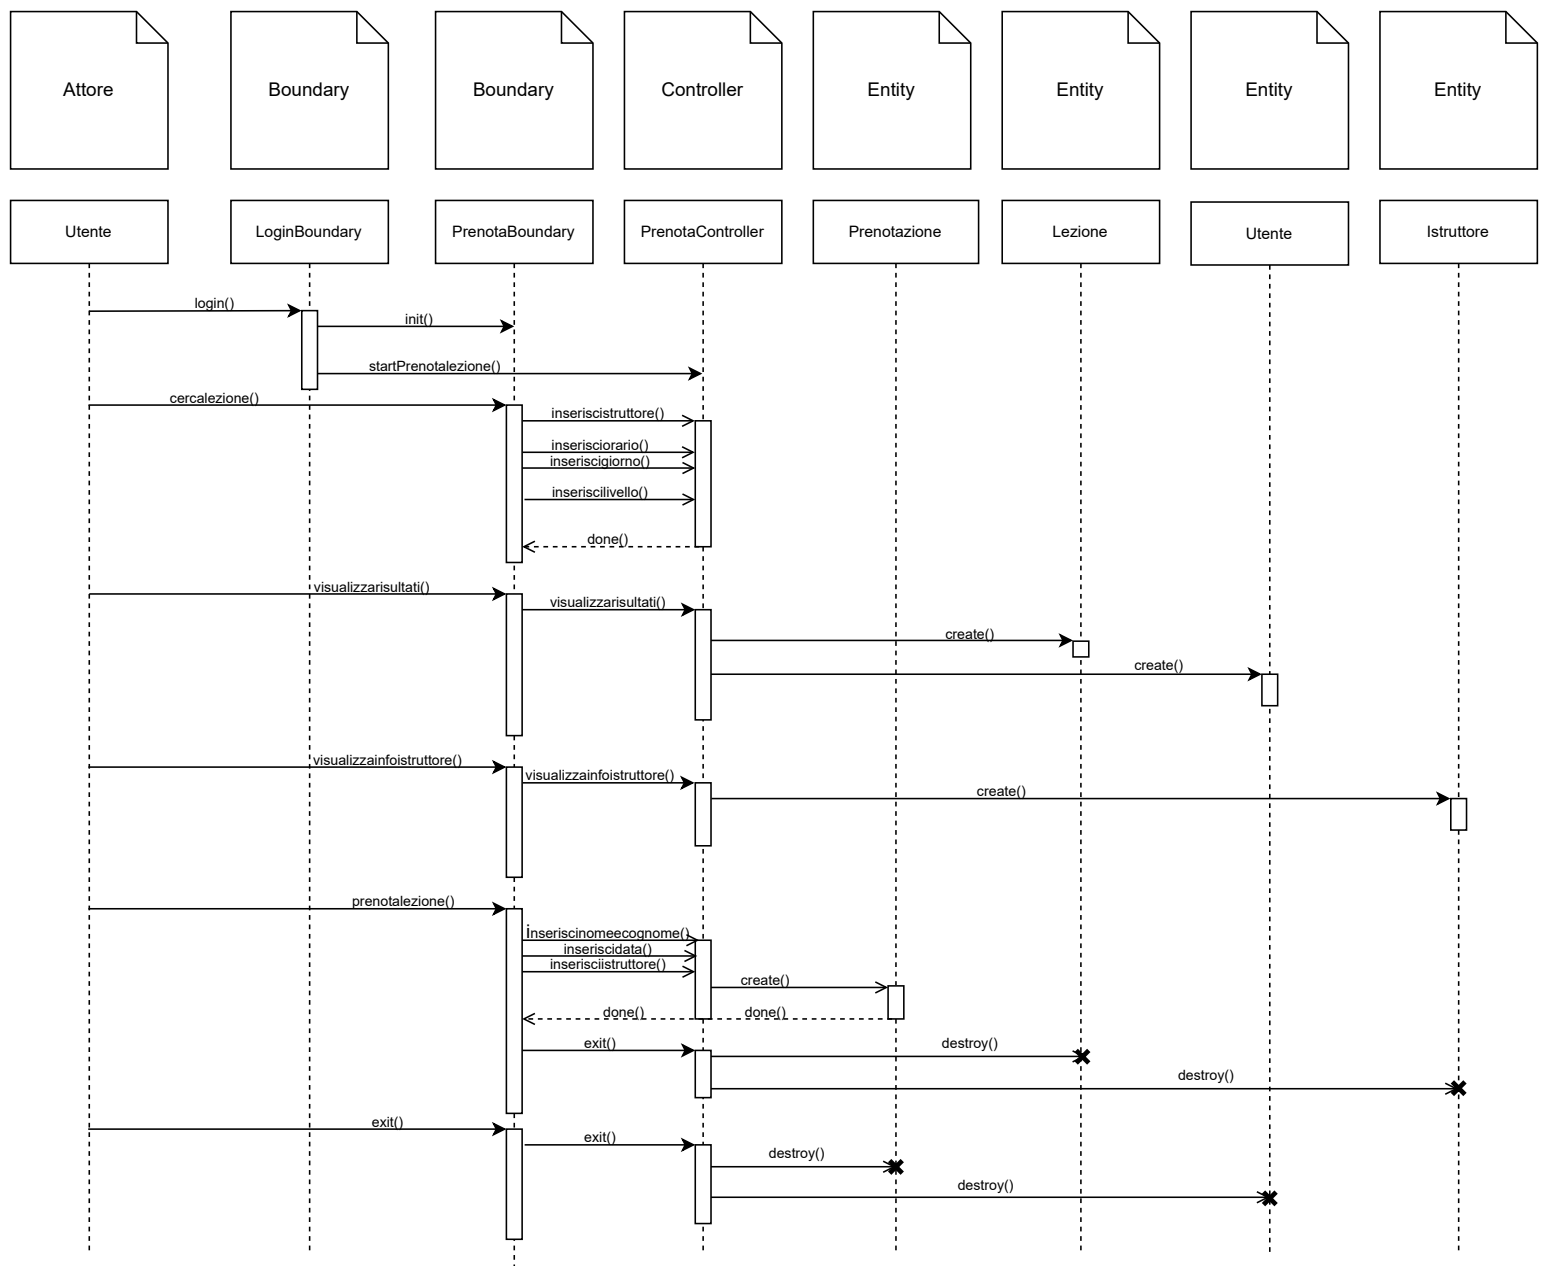 Attore
Boundary
Boundary
Controller
Entity
Entity
Entity
Entity
Utente
LoginBoundary
PrenotaBoundary
PrenotaController
Prenotazione
Lezione
Utente
Istruttore
login()
init()
startPrenotalezione()
cercalezione()
inseriscistruttore()
inserisciorario()
inseriscigiorno()
inseriscilivello()
done()
visualizzarisultati()
visualizzarisultati()
create()
create()
visualizzainfoistruttore()
visualizzainfoistruttore()
create()
prenotalezione()
inseriscinomeecognome()
inseriscidata()
inserisciistruttore()
create()
done()
done()
exit()
destroy()
destroy()
exit()
exit()
destroy()
destroy()